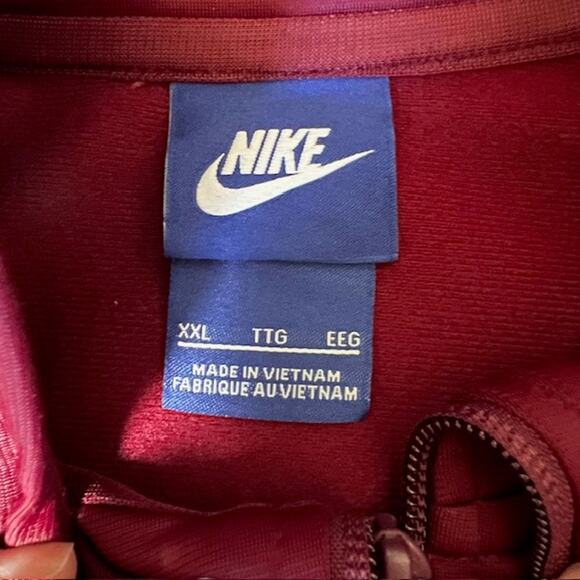 NIKE
XXL TTG EEG
MADE IN VIETNAM
FABRIQUE AU VIETNAM